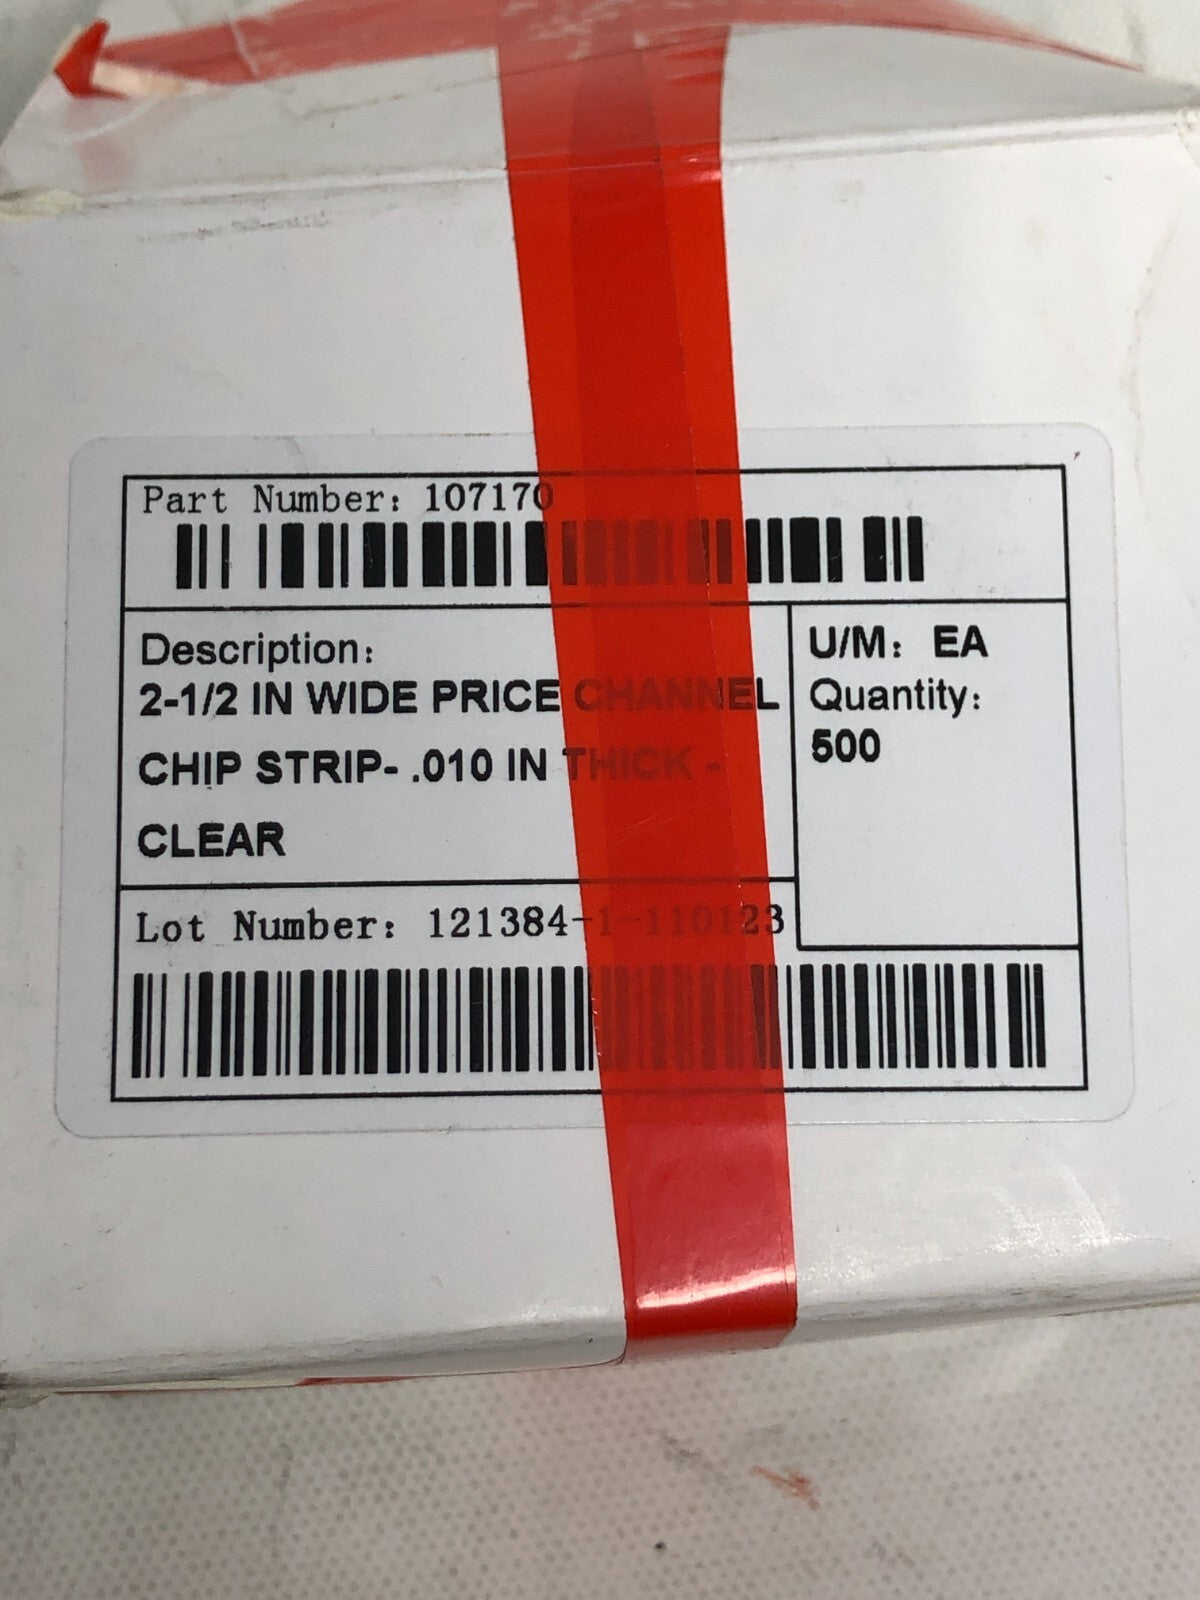 Part Number: 107170
Description:
2-1/2 IN WIDE PRICE CHANNEL
CHIP STRIP- .010 IN THICK -
CLEAR
U/M: EA
Quantity:
500
Lot Number: 121384-1-110123